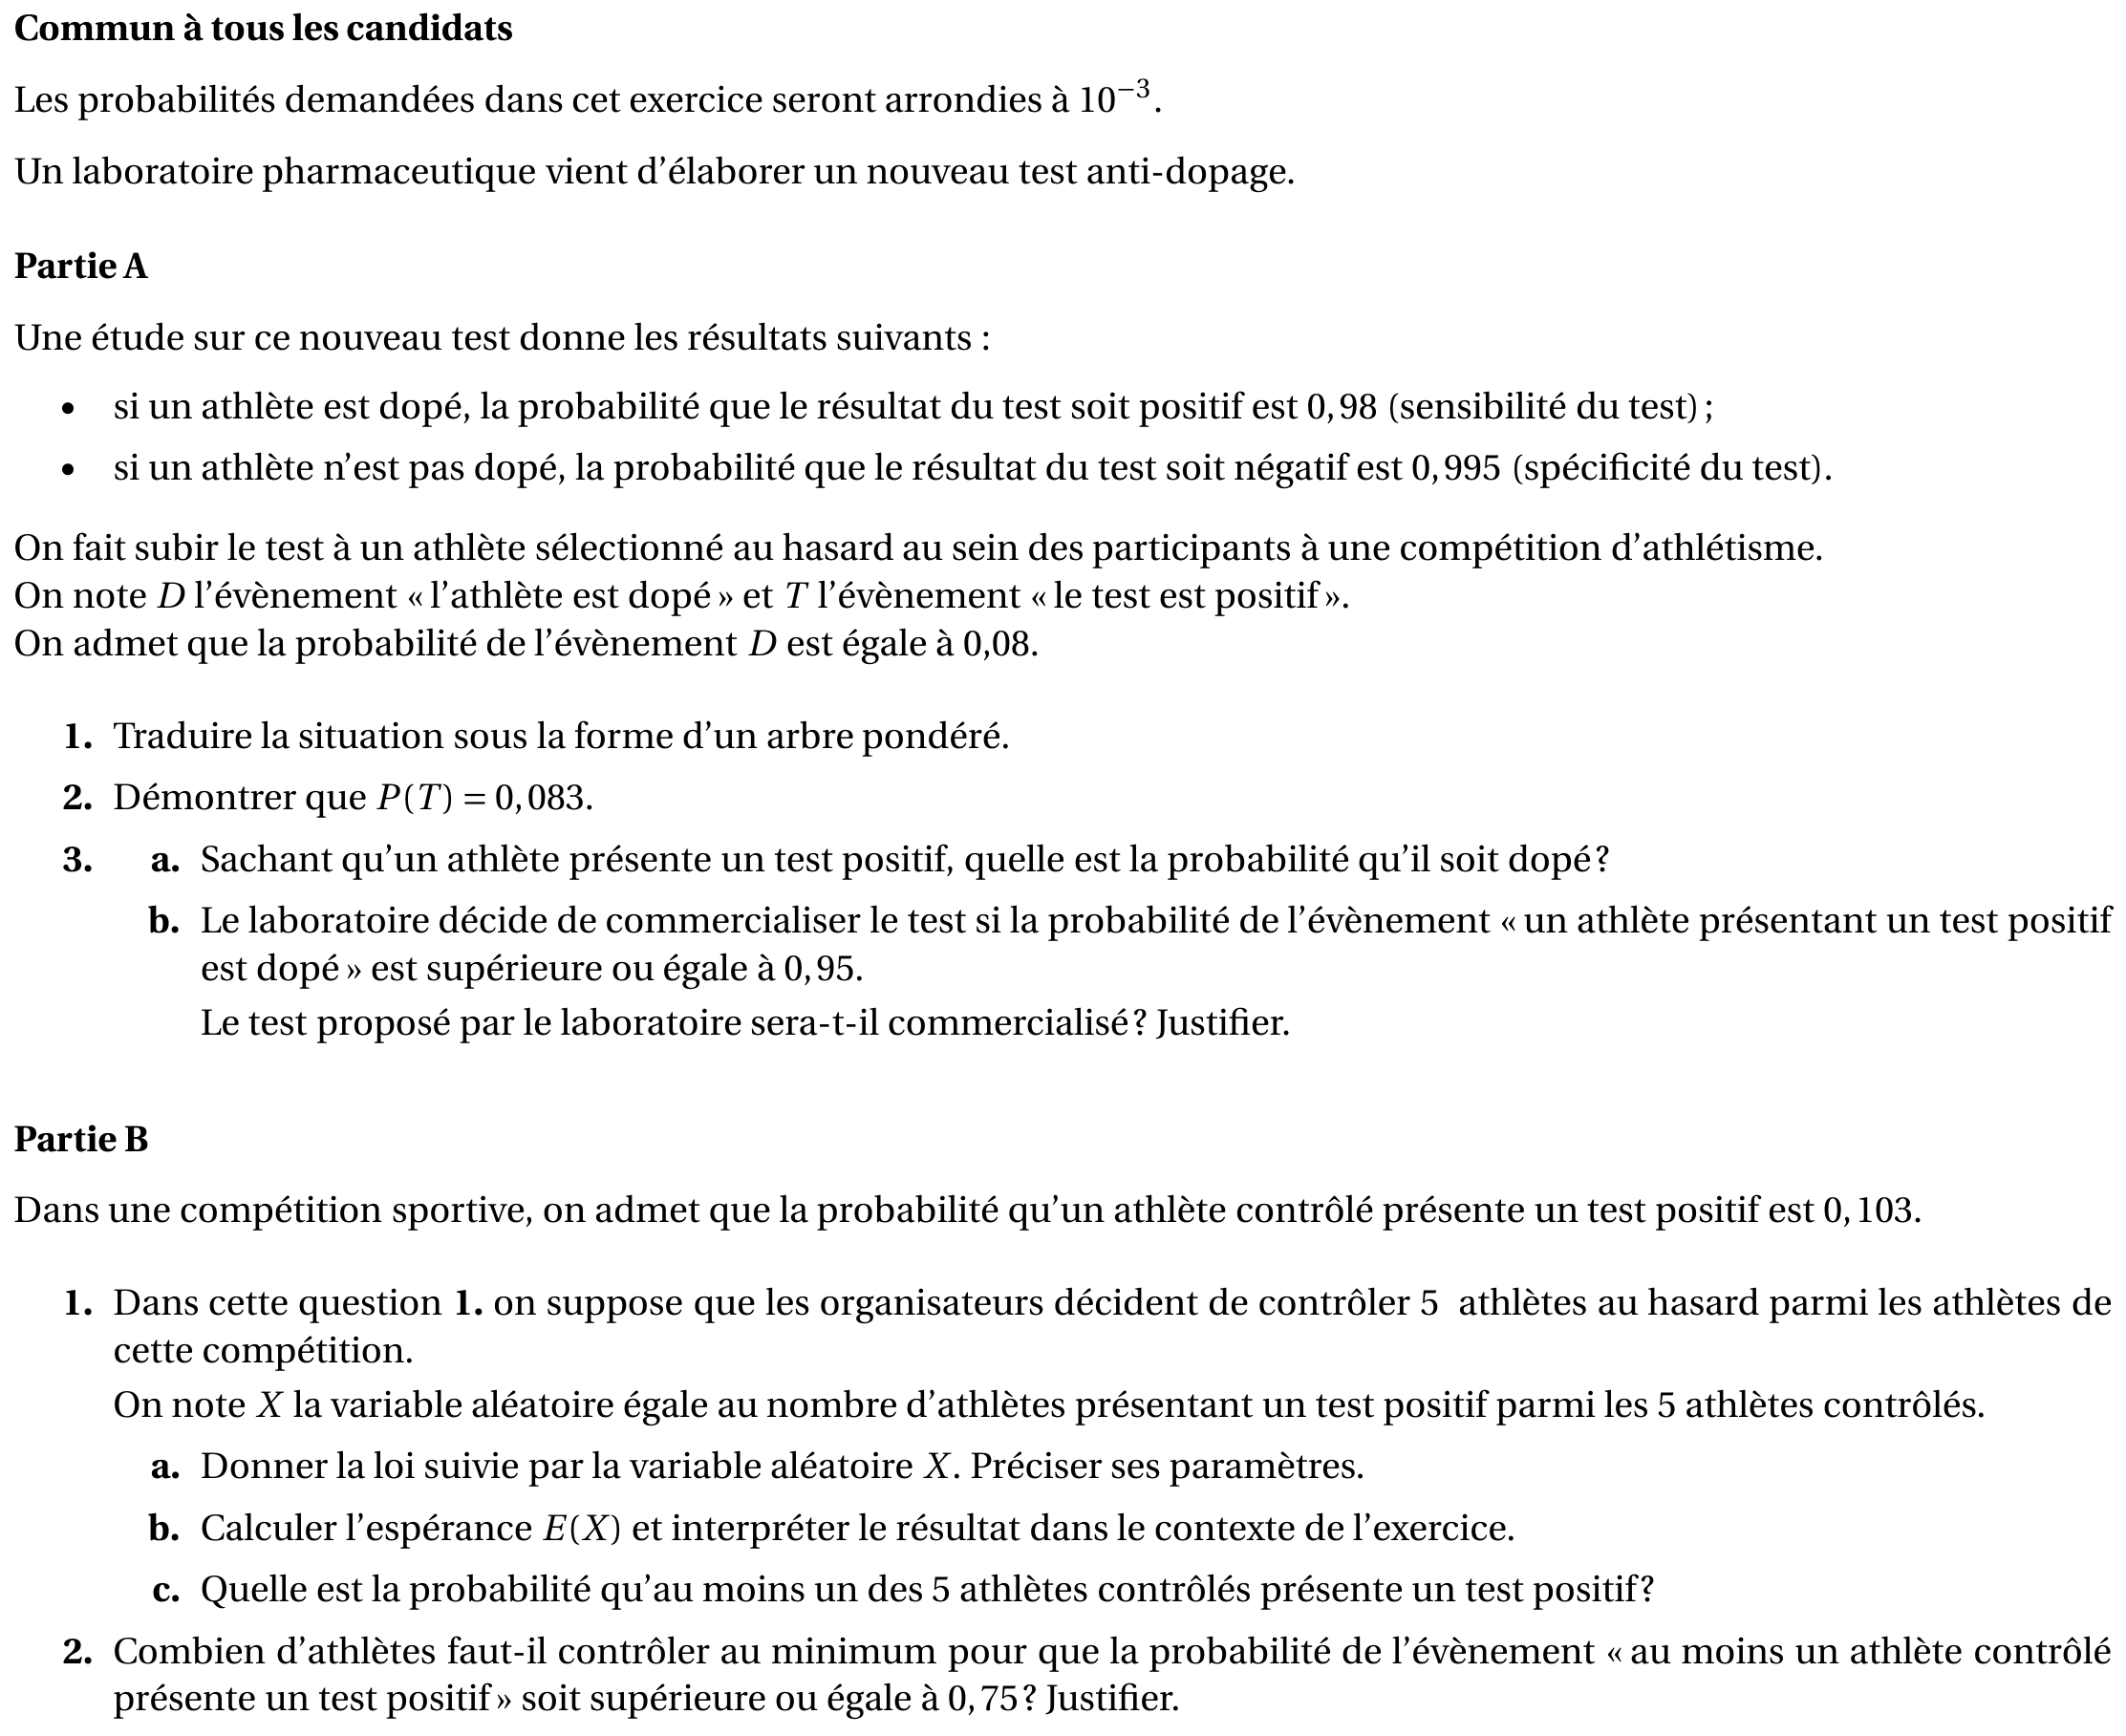 Commun à tous les candidats
Les probabilités demandées dans cet exercice seront arrondies à 10⁻³.
Un laboratoire pharmaceutique vient d'élaborer un nouveau test anti-dopage.
Partie A
Une étude sur ce nouveau test donne les résultats suivants :
• si un athlète est dopé, la probabilité que le résultat du test soit positif est 0,98 (sensibilité du test) ;
• si un athlète n'est pas dopé, la probabilité que le résultat du test soit négatif est 0,995 (spécificité du test).
On fait subir le test à un athlète sélectionné au hasard au sein des participants à une compétition d'athlétisme.
On note D l'évènement « l'athlète est dopé » et T l'évènement « le test est positif ».
On admet que la probabilité de l'évènement D est égale à 0,08.
1. Traduire la situation sous la forme d'un arbre pondéré.
2. Démontrer que P(T) = 0,083.
3. a. Sachant qu'un athlète présente un test positif, quelle est la probabilité qu'il soit dopé ?
b. Le laboratoire décide de commercialiser le test si la probabilité de l'évènement « un athlète présentant un test positif
est dopé » est supérieure ou égale à 0,95.
Le test proposé par le laboratoire sera-t-il commercialisé ? Justifier.
Partie B
Dans une compétition sportive, on admet que la probabilité qu'un athlète contrôlé présente un test positif est 0,103.
1. Dans cette question 1. on suppose que les organisateurs décident de contrôler 5 athlètes au hasard parmi les athlètes de
cette compétition.
On note X la variable aléatoire égale au nombre d'athlètes présentant un test positif parmi les 5 athlètes contrôlés.
a. Donner la loi suivie par la variable aléatoire X. Préciser ses paramètres.
b. Calculer l'espérance E(X) et interpréter le résultat dans le contexte de l'exercice.
c. Quelle est la probabilité qu'au moins un des 5 athlètes contrôlés présente un test positif ?
2. Combien d'athlètes faut-il contrôler au minimum pour que la probabilité de l'évènement « au moins un athlète contrôlé
présente un test positif » soit supérieure ou égale à 0,75 ? Justifier.